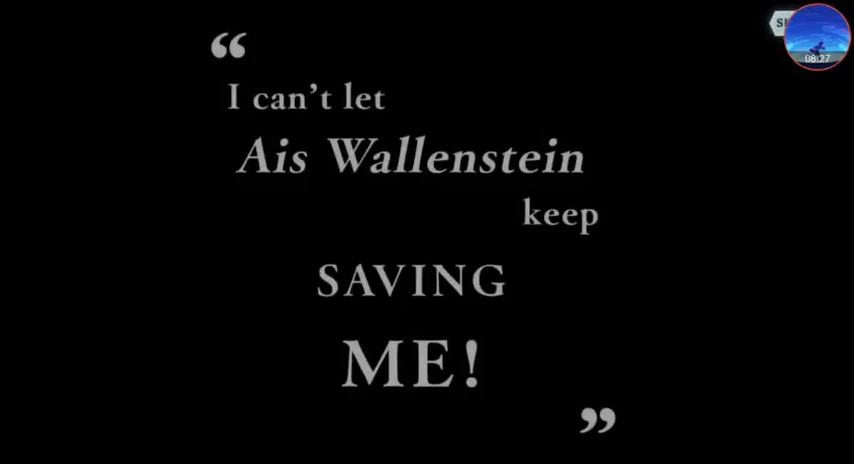 “
I can’t let
Ais Wallenstein
keep
SAVING
ME!
”
08:27